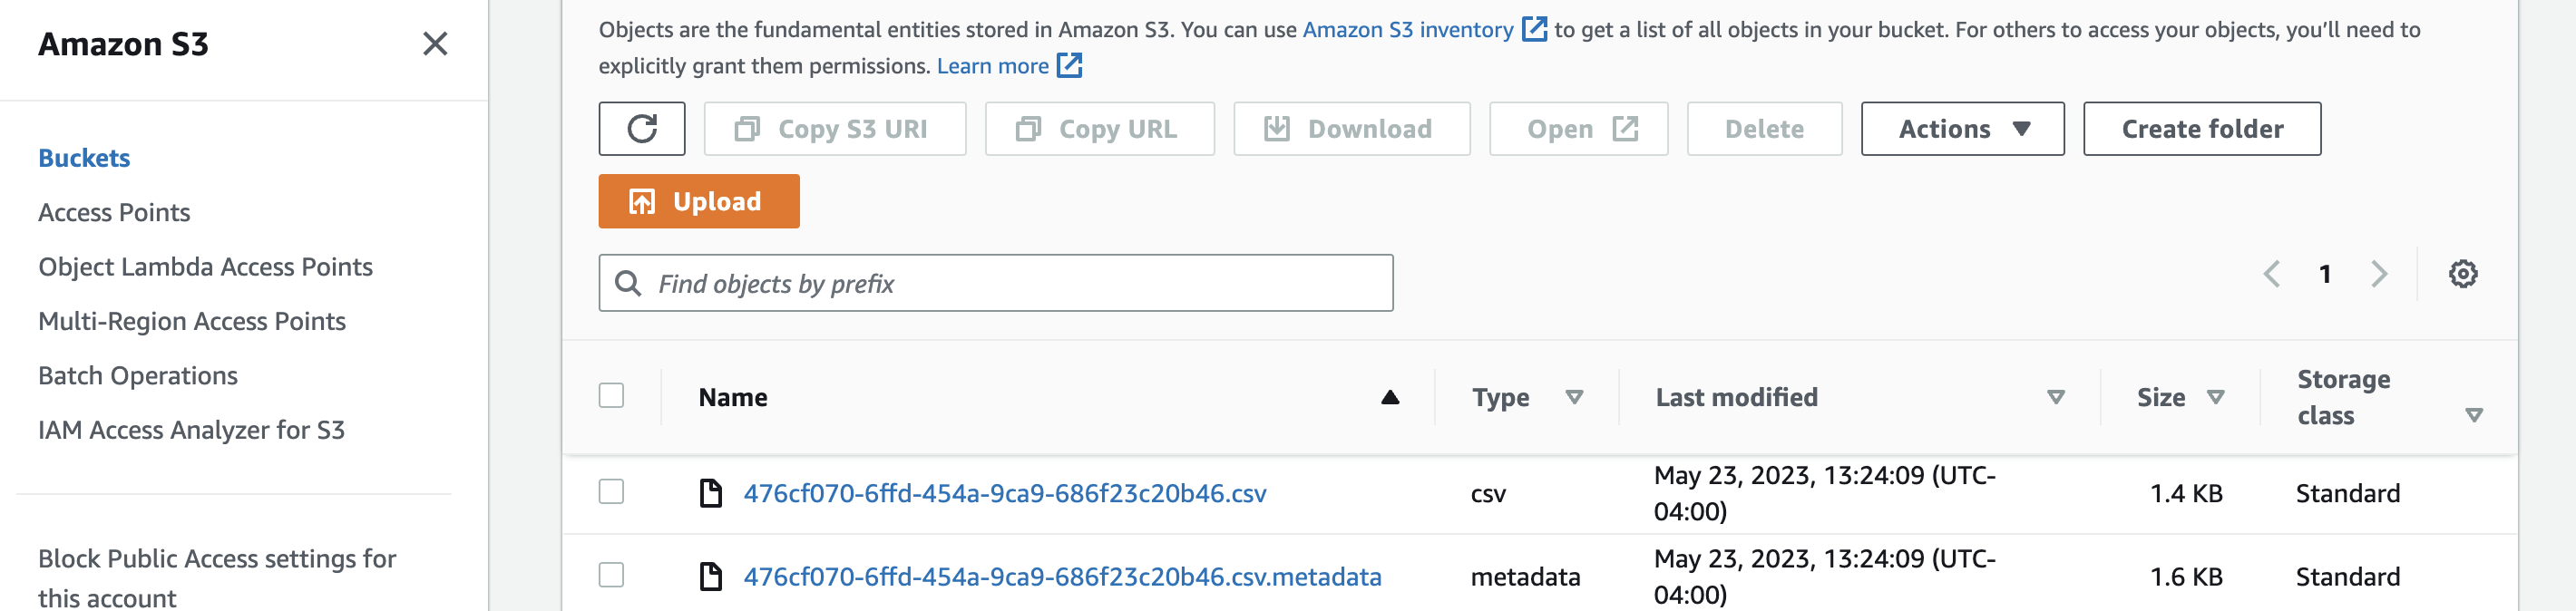 Amazon S3
Buckets
Access Points
Object Lambda Access Points
Multi-Region Access Points
Batch Operations
IAM Access Analyzer for S3
Block Public Access settings for
this account
Objects are the fundamental entities stored in Amazon S3. You can use Amazon S3 inventory to get a list of all objects in your bucket. For others to access your objects, you’ll need to
explicitly grant them permissions. Learn more
Copy S3 URI Copy URL Download Open Delete Actions Create folder
Upload
Find objects by prefix
1
Name Type Last modified Size Storage
class
476cf070-6ffd-454a-9ca9-686f23c20b46.csv csv May 23, 2023, 13:24:09 (UTC-
04:00) 1.4 KB Standard
476cf070-6ffd-454a-9ca9-686f23c20b46.csv.metadata metadata May 23, 2023, 13:24:09 (UTC-
04:00) 1.6 KB Standard